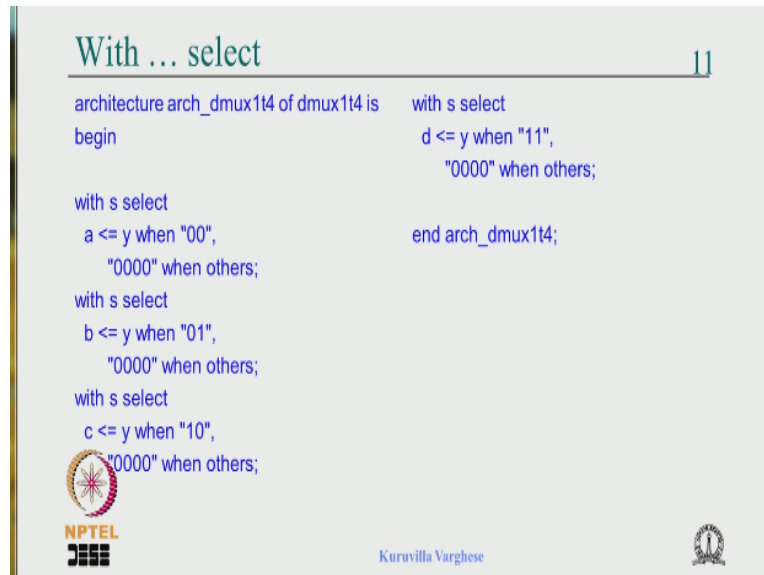 With … select
11
architecture arch_dmux1t4 of dmux1t4 is
begin
with s select
a <= y when "00",
"0000" when others;
with s select
b <= y when "01",
"0000" when others;
with s select
c <= y when "10",
"0000" when others;
with s select
d <= y when "11",
"0000" when others;
end arch_dmux1t4;
NPTEL
DESE
Kuruvilla Varghese